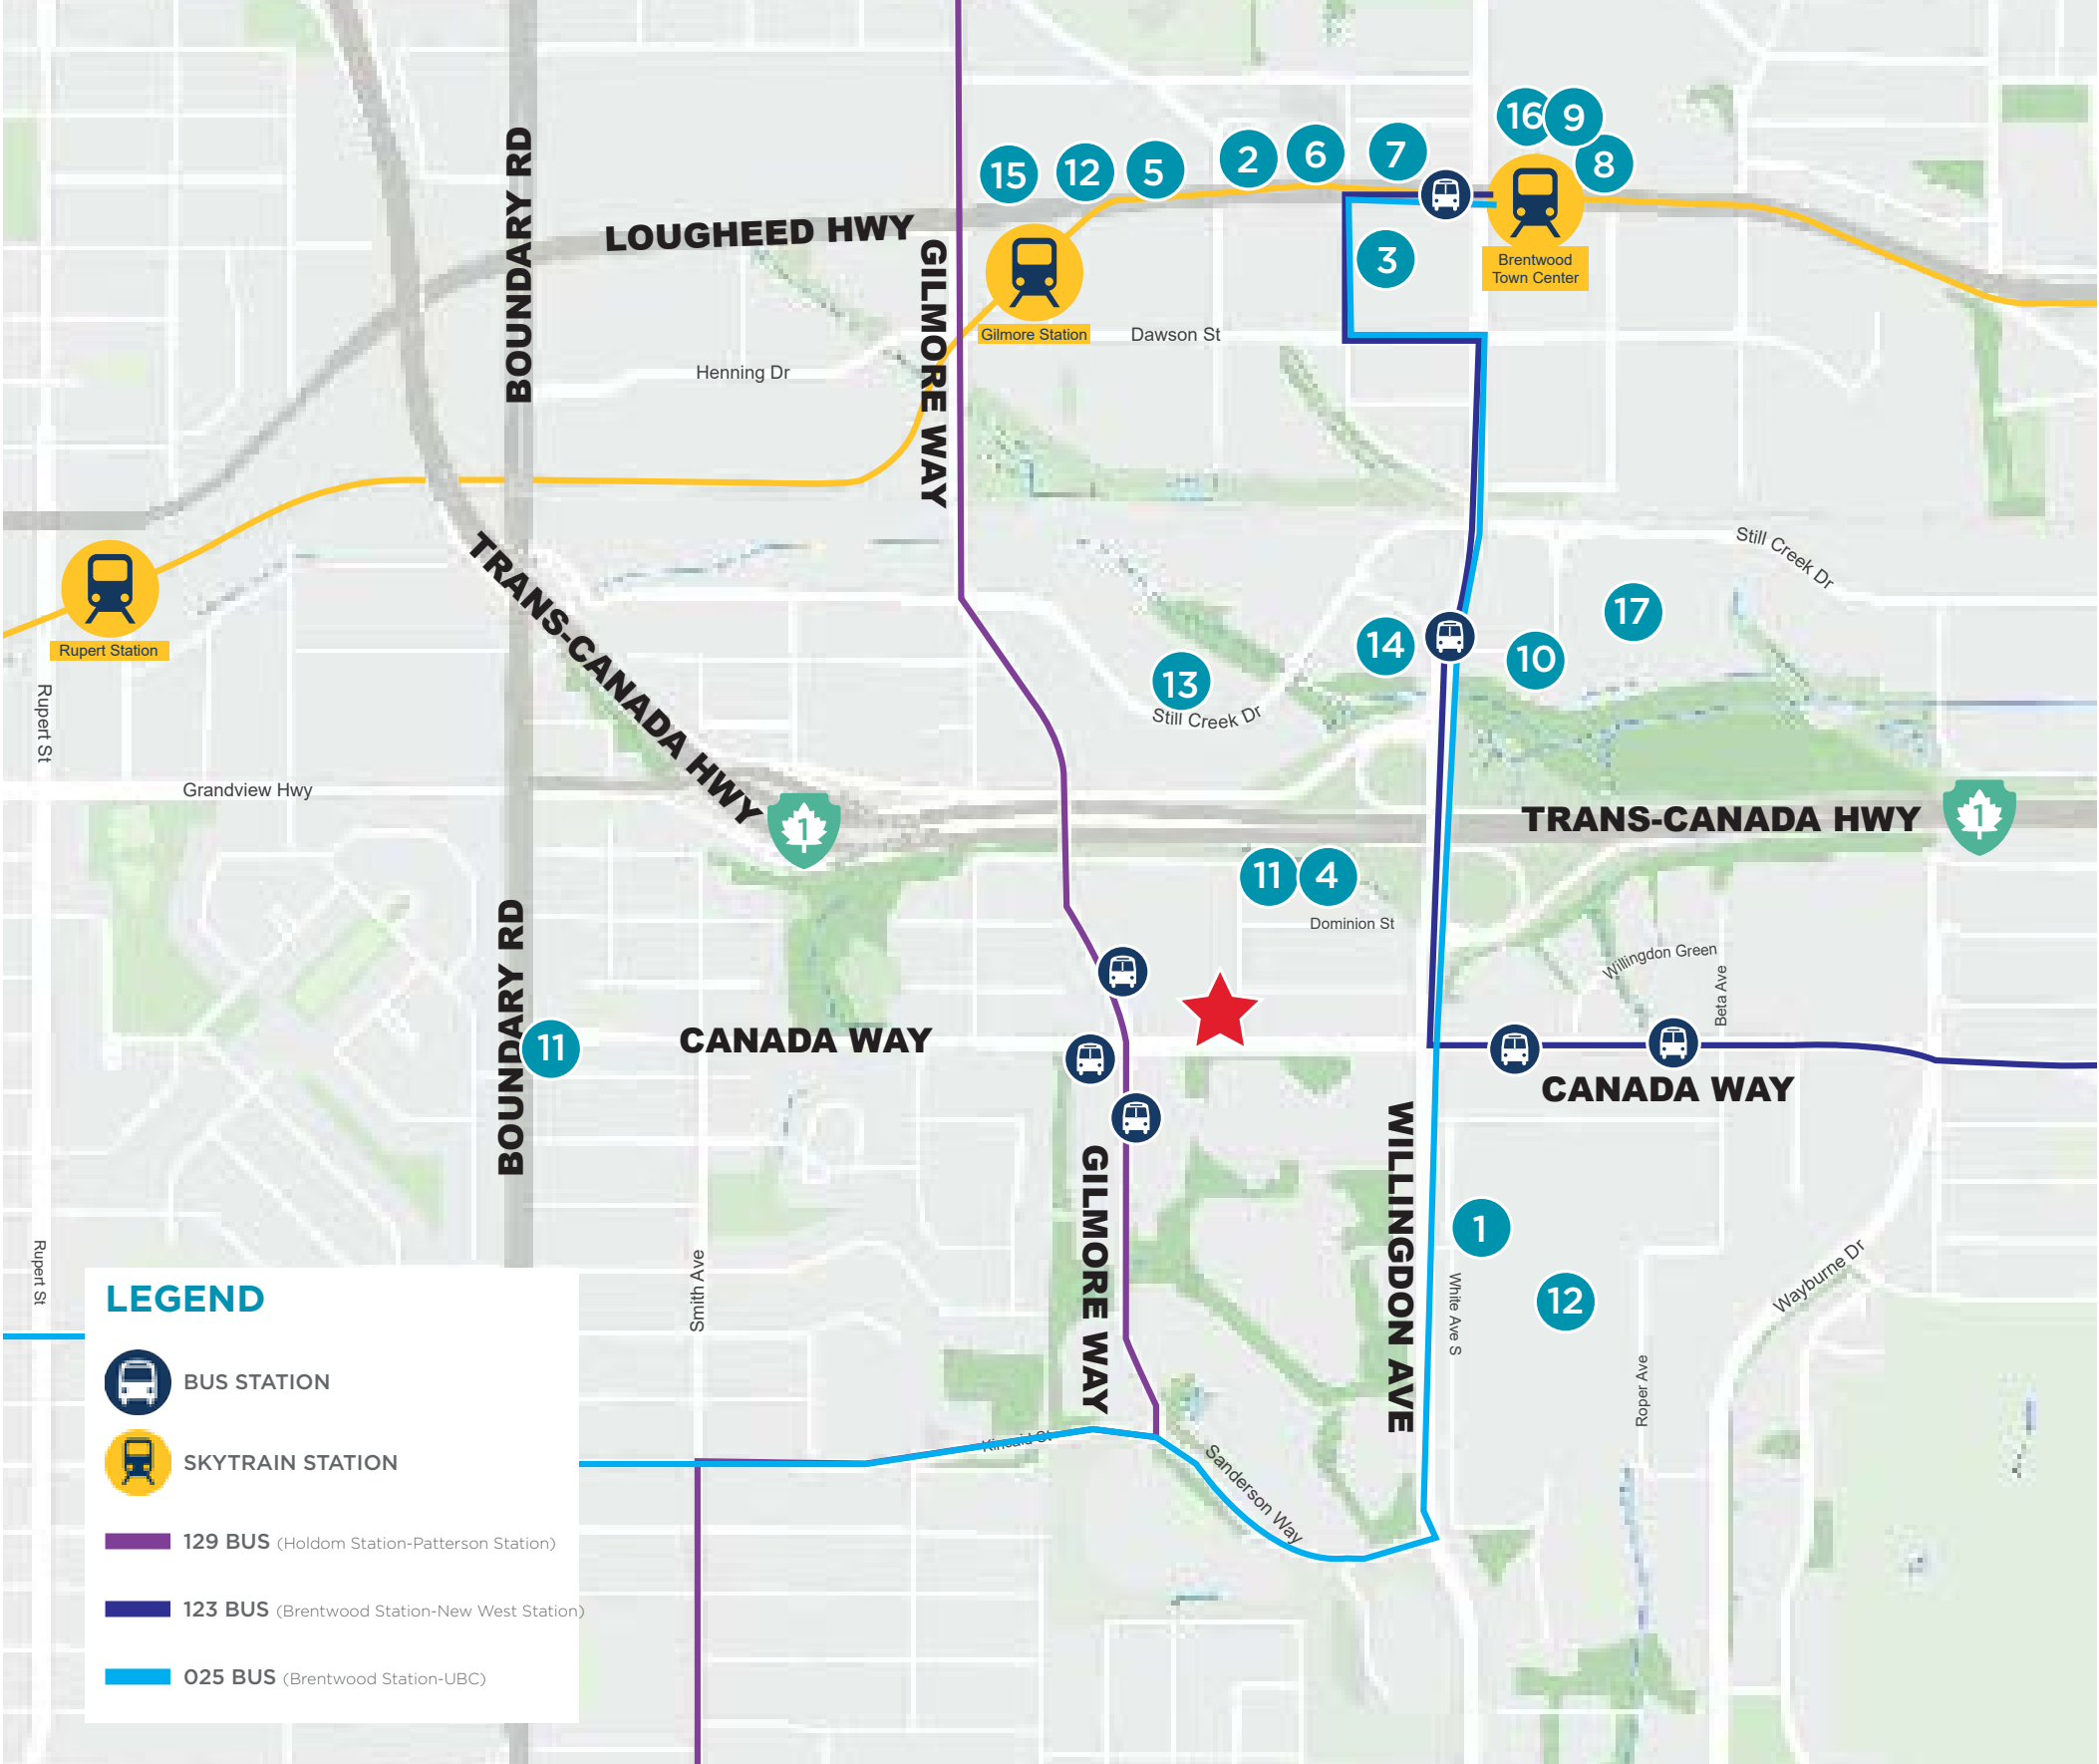 16
9
8
7
6
2
5
12
15
BOUNDARY RD
LOUGHEED HWY
GILMORE WAY
3
Brentwood
Town Center
Gilmore Station
Dawson St
Henning Dr
Still Creek Dr
TRANS-CANADA HWY
Rupert Station
17
14
10
13
Still Creek Dr
Rupert St
Grandview Hwy
1
TRANS-CANADA HWY
1
11
4
Dominion St
Willingdon Green
Beta Ave
BOUNDARY RD
11
CANADA WAY
CANADA WAY
GILMORE WAY
WILLINGDON AVE
1
12
White Ave S
Wayburne Dr
Roper Ave
Smith Ave
Rupert St
Kincaid St
Sanderson Way
LEGEND
BUS STATION
SKYTRAIN STATION
129 BUS (Holdom Station-Patterson Station)
123 BUS (Brentwood Station-New West Station)
025 BUS (Brentwood Station-UBC)